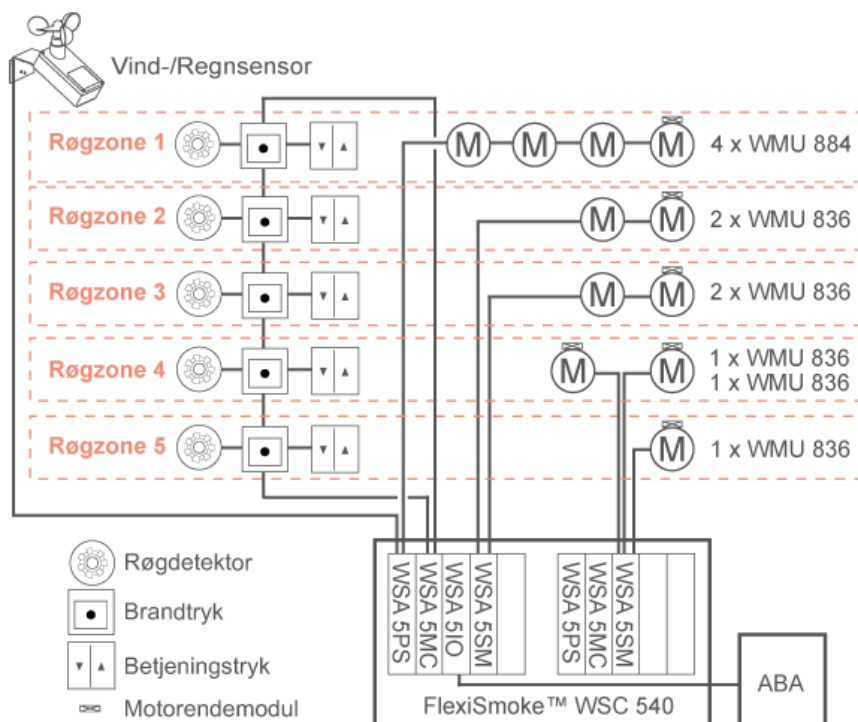 Vind-/Regnsensor
Røgzone 1
M M M M
4 x WMU 884
Røgzone 2
M M
2 x WMU 836
Røgzone 3
M M
2 x WMU 836
Røgzone 4
M M
1 x WMU 836
1 x WMU 836
Røgzone 5
M
1 x WMU 836
Røgdetektor
Brandtryk
Betjeningstryk
Motorendemodul
WSA 5PS
WSA 5MC
WSA 5IO
WSA 5SM
WSA 5PS
WSA 5MC
WSA 5SM
FlexiSmoke™ WSC 540
ABA